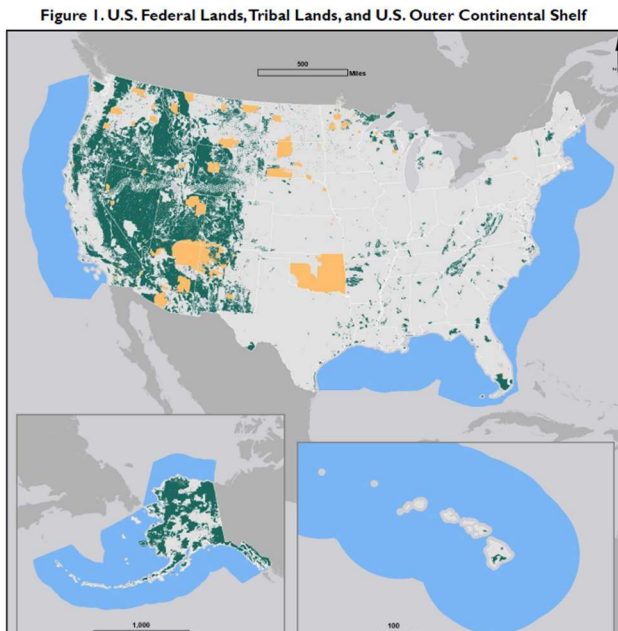 Figure 1. U.S. Federal Lands, Tribal Lands, and U.S. Outer Continental Shelf
500
Miles
1,000
100